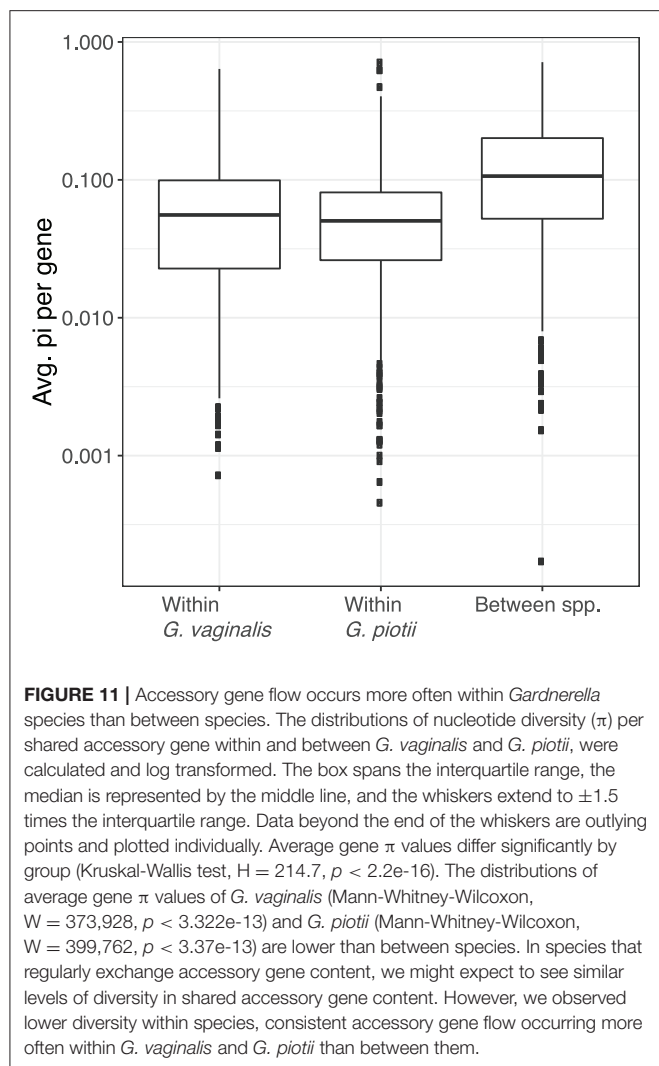 1.000
0.100
0.010
0.001
Avg. pi per gene
Within
G. vaginalis
Within
G. piotii
Between spp.
FIGURE 11 | Accessory gene flow occurs more often within Gardnerella
species than between species. The distributions of nucleotide diversity (π) per
shared accessory gene within and between G. vaginalis and G. piotii, were
calculated and log transformed. The box spans the interquartile range, the
median is represented by the middle line, and the whiskers extend to ±1.5
times the interquartile range. Data beyond the end of the whiskers are outlying
points and plotted individually. Average gene π values differ significantly by
group (Kruskal-Wallis test, H = 214.7, p < 2.2e-16). The distributions of
average gene π values of G. vaginalis (Mann-Whitney-Wilcoxon,
W = 373,928, p < 3.322e-13) and G. piotii (Mann-Whitney-Wilcoxon,
W = 399,762, p < 3.37e-13) are lower than between species. In species that
regularly exchange accessory gene content, we might expect to see similar
levels of diversity in shared accessory gene content. However, we observed
lower diversity within species, consistent accessory gene flow occurring more
often within G. vaginalis and G. piotii than between them.